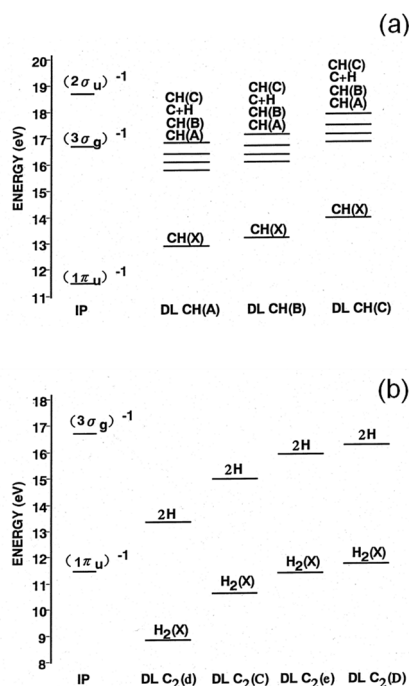 (a)
20
19
18
17
16
15
14
13
12
11
ENERGY (eV)
(2σu)⁻¹
(3σg)⁻¹
(1πu)⁻¹
CH(C)
C+H
CH(B)
CH(A)
CH(X)
CH(C)
C+H
CH(B)
CH(A)
CH(X)
CH(C)
C+H
CH(B)
CH(A)
CH(X)
IP DL CH(A) DL CH(B) DL CH(C)
(b)
18
17
16
15
14
13
12
11
10
9
8
ENERGY (eV)
(3σg)⁻¹
(1πu)⁻¹
2H
H₂(X)
2H
H₂(X)
2H
H₂(X)
2H
H₂(X)
IP DL C₂(d) DL C₂(C) DL C₂(e) DL C₂(D)